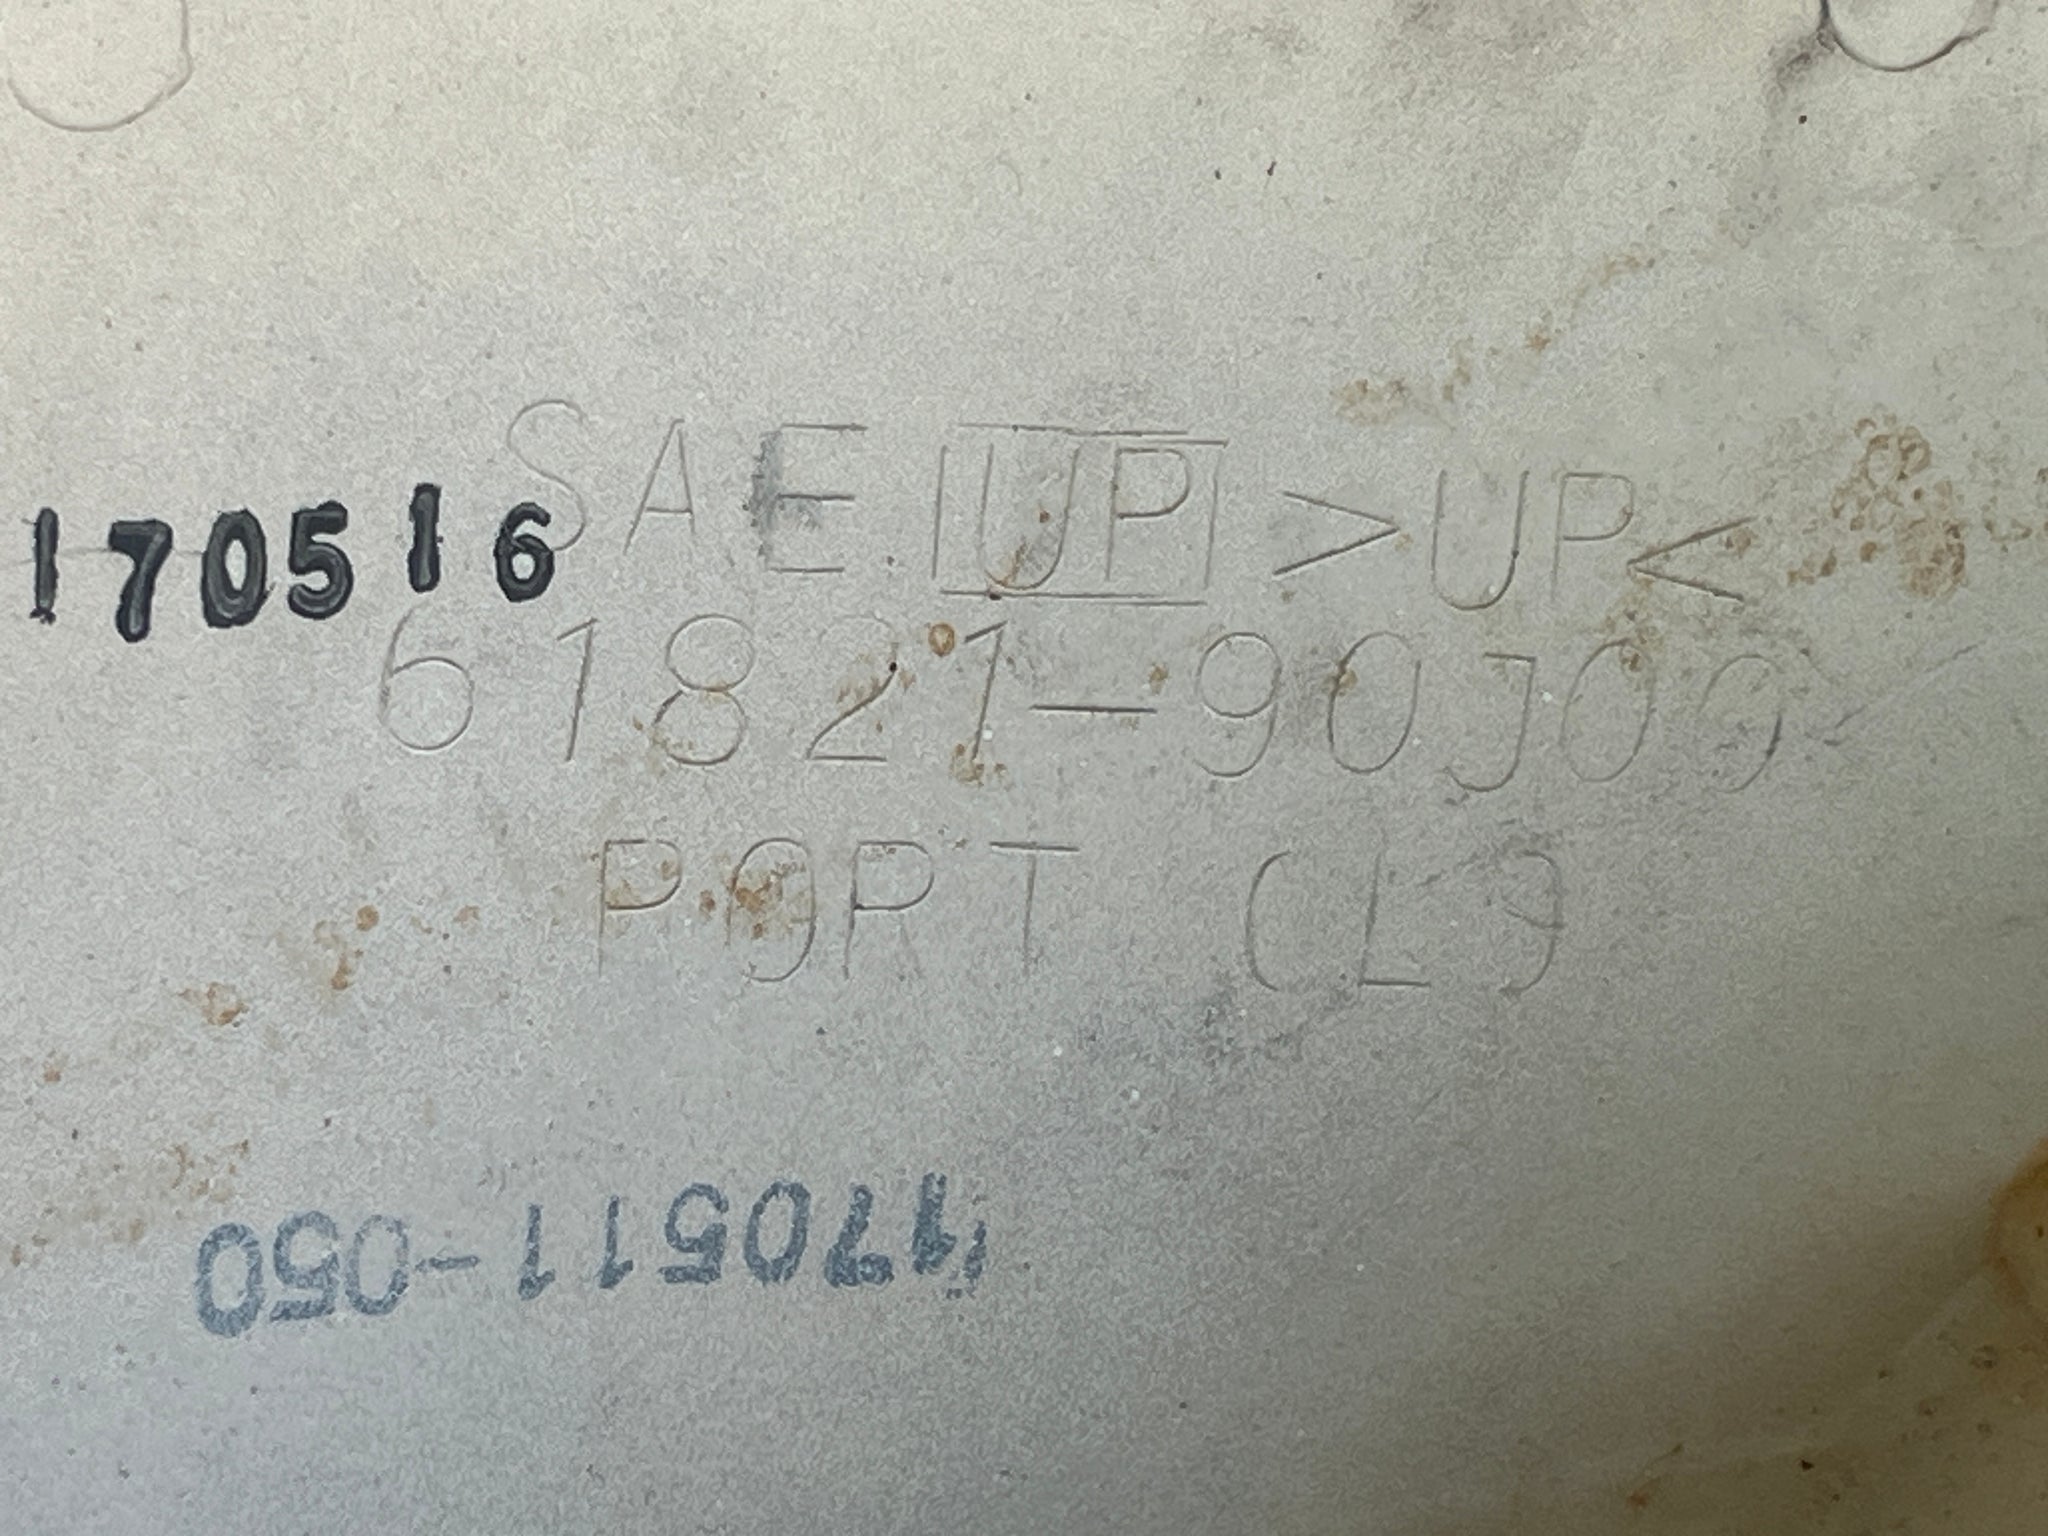 170516
SAE UP >UP<
61821-90J00
PORT (L)
170511-050